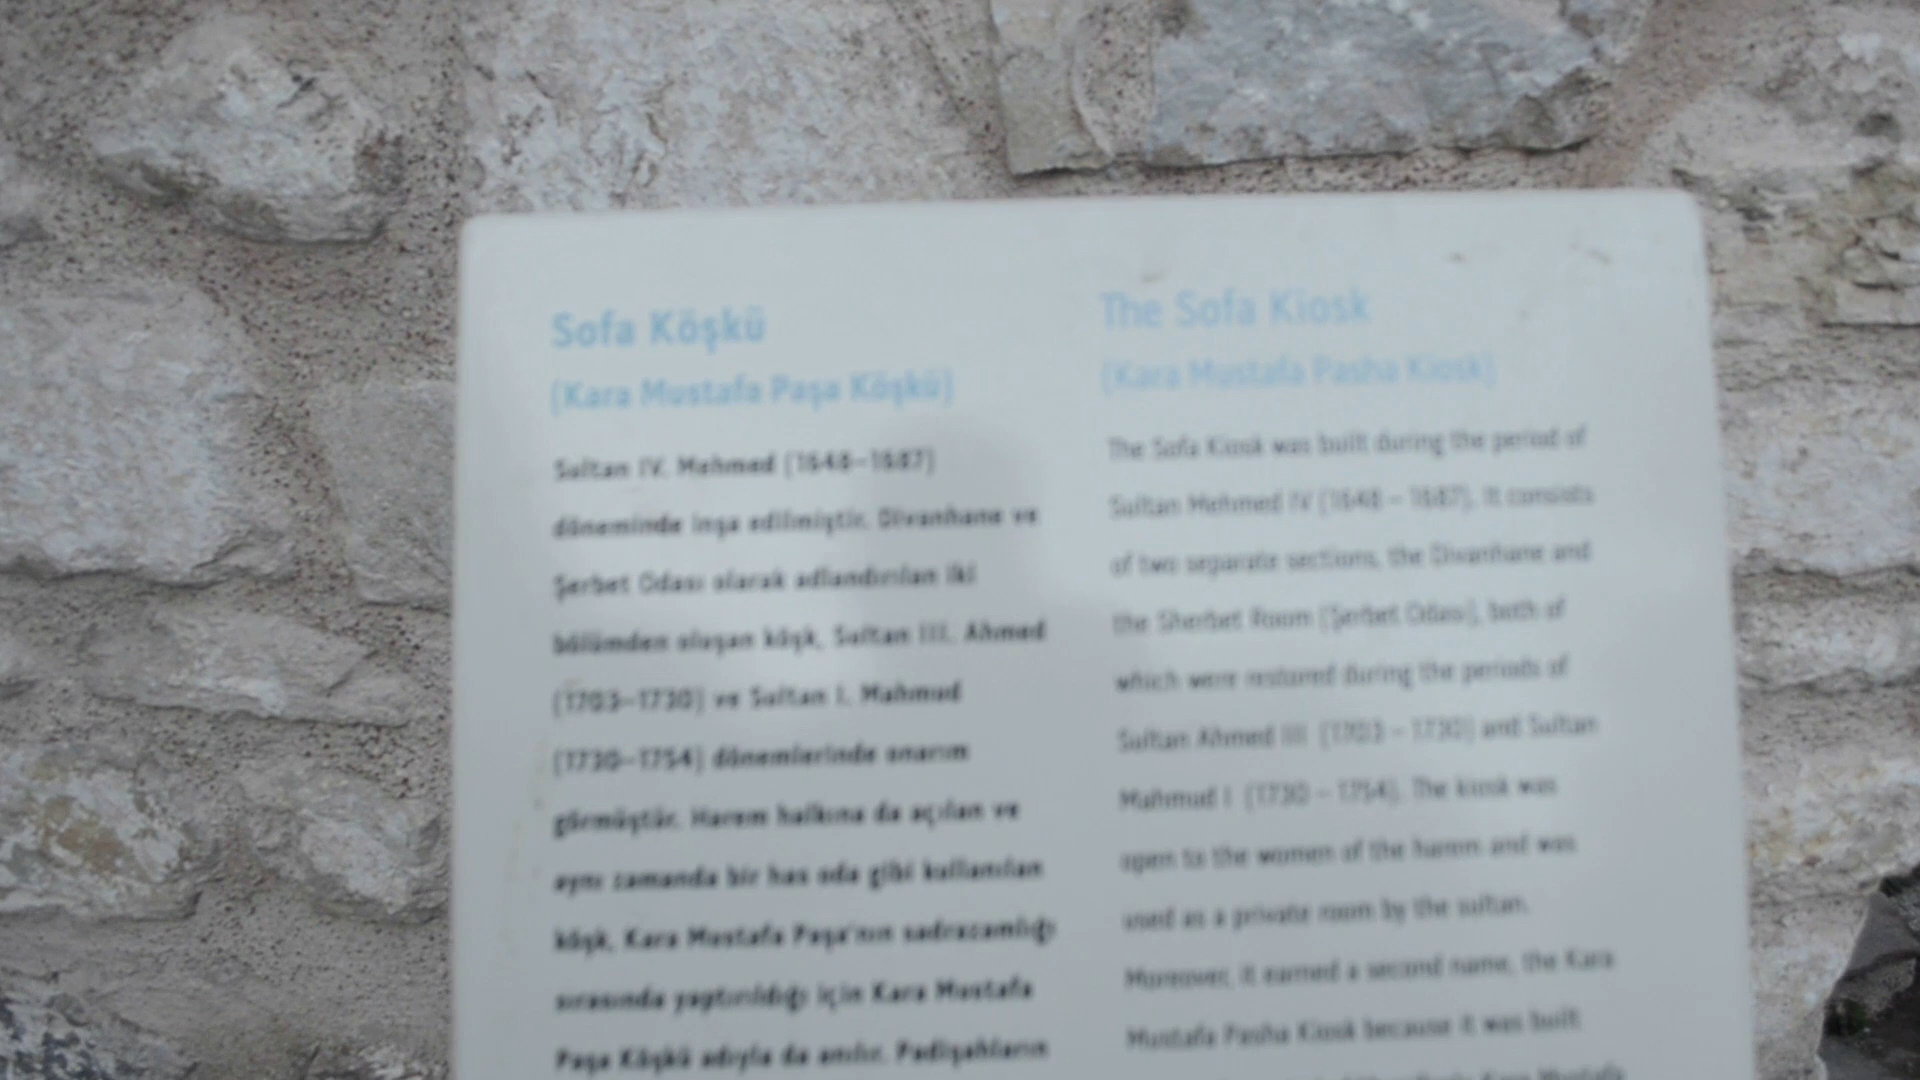 Sofa Köşkü
(Kara Mustafa Paşa Köşkü)
Sultan IV. Mehmed (1648-1687)
döneminde inşa edilmiştir. Divanhane ve
Şerbet Odası olarak adlandırılan iki
bölümden oluşan köşk, Sultan III. Ahmed
(1703-1730) ve Sultan I. Mahmud
(1730-1754) dönemlerinde onarım
görmüştür. Harem halkına da açılan ve
aynı zamanda bir has oda gibi kullanılan
köşk, Kara Mustafa Paşa'nın sadrazamlığı
sırasında yaptırıldığı için Kara Mustafa
Paşa Köşkü adıyla da anılır. Padişahların
The Sofa Kiosk
(Kara Mustafa Pasha Kiosk)
The Sofa Kiosk was built during the period of
Sultan Mehmed IV (1648 - 1687). It consists
of two separate sections, the Divanhane and
the Sherbet Room (Şerbet Odası), both of
which were restored during the periods of
Sultan Ahmed III (1703 - 1730) and Sultan
Mahmud I (1730 - 1754). The kiosk was
open to the women of the harem and was
used as a private room by the sultan.
Moreover, it earned a second name, the Kara
Mustafa Pasha Kiosk because it was built
Kara Mustafa